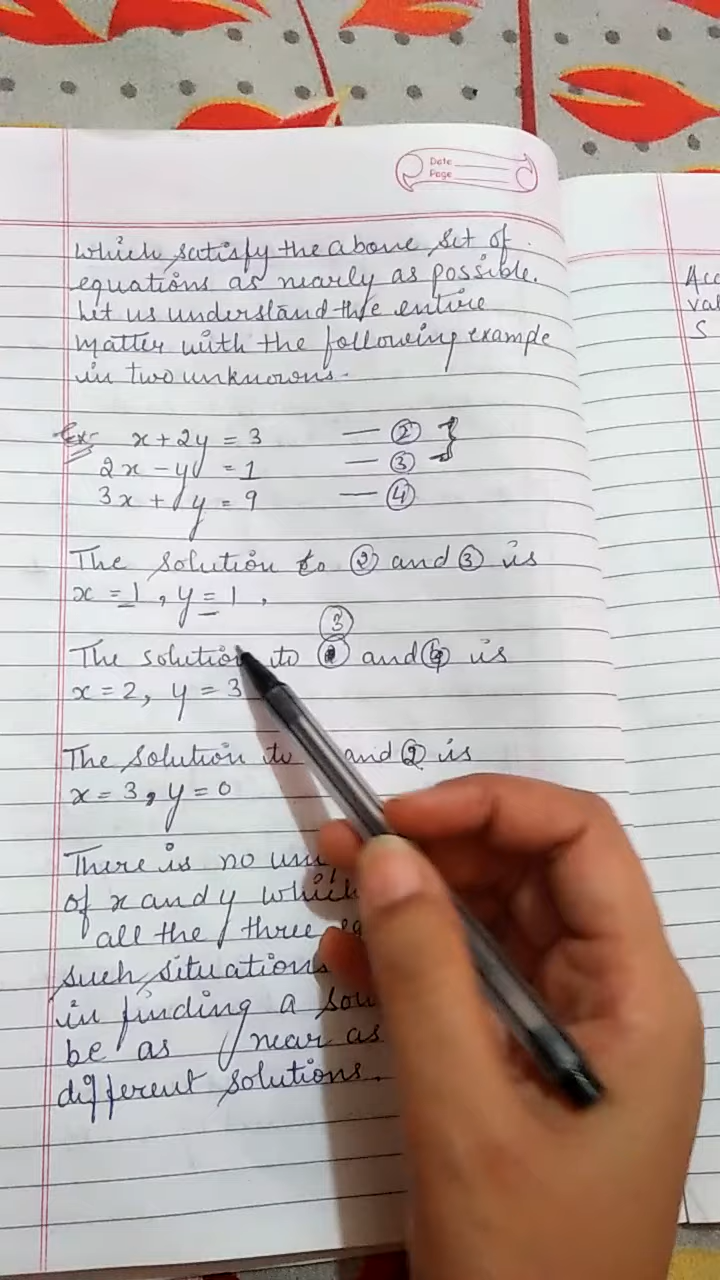 Date
Page
which satisfy the above set of
equations as nearly as possible.
Let us understand the entire
matter with the following example
in two unknowns.
Ex- x + 2y = 3 — ②
2x - y = 1 — ③
3x + y = 9 — ④
The solution to ② and ③ is
x = 1, y = 1,
③
The solution to and ④ is
x = 2, y = 3
The solution to and ② is
x = 3, y = 0
There is no
of x and y which
all the three
such situations
in finding a
be as near as
different solutions.
Acc
val
S